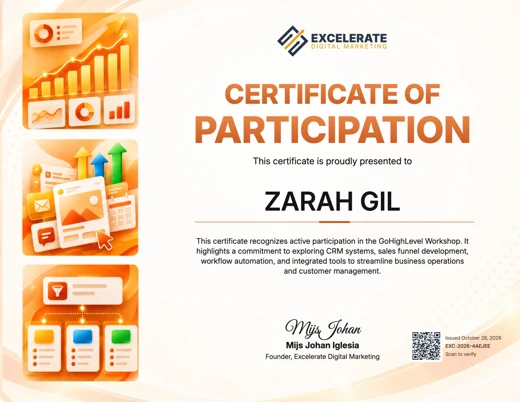 EXCELERATE
DIGITAL MARKETING
CERTIFICATE OF
PARTICIPATION
This certificate is proudly presented to
ZARAH GIL
This certificate recognizes active participation in the GoHighLevel Workshop. It
highlights a commitment to exploring CRM systems, sales funnel development,
workflow automation, and integrated tools to streamline business operations
and customer management.
Mijs Johan
Mijs Johan Iglesia
Founder, Excelerate Digital Marketing
Issued October 28, 2026
EXC-2026-4AEJEE
Scan to verify